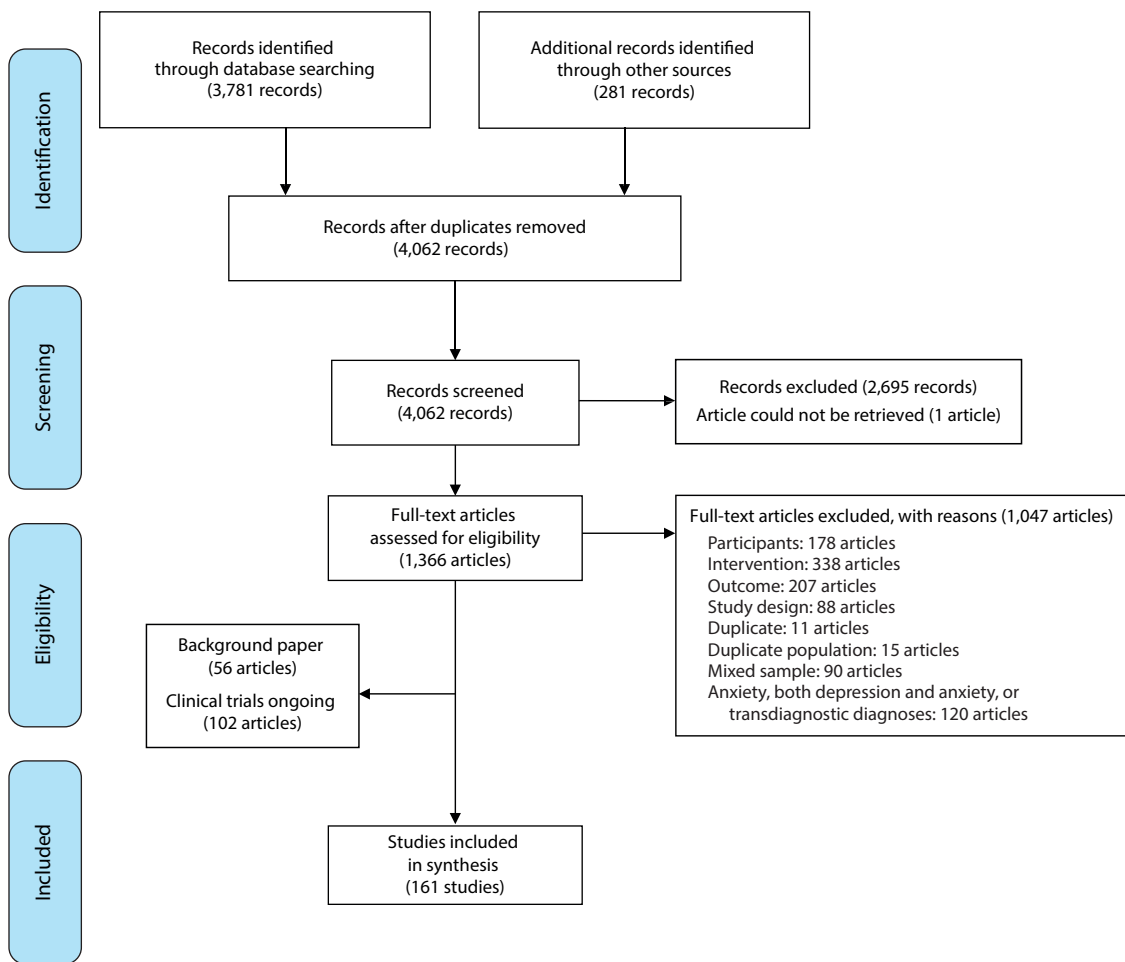 Identification
Records identified
through database searching
(3,781 records)
Additional records identified
through other sources
(281 records)
Records after duplicates removed
(4,062 records)
Screening
Records screened
(4,062 records)
Records excluded (2,695 records)
Article could not be retrieved (1 article)
Eligibility
Full-text articles
assessed for eligibility
(1,366 articles)
Full-text articles excluded, with reasons (1,047 articles)
Participants: 178 articles
Intervention: 338 articles
Outcome: 207 articles
Study design: 88 articles
Duplicate: 11 articles
Duplicate population: 15 articles
Mixed sample: 90 articles
Anxiety, both depression and anxiety, or
transdiagnostic diagnoses: 120 articles
Background paper
(56 articles)
Clinical trials ongoing
(102 articles)
Included
Studies included
in synthesis
(161 studies)